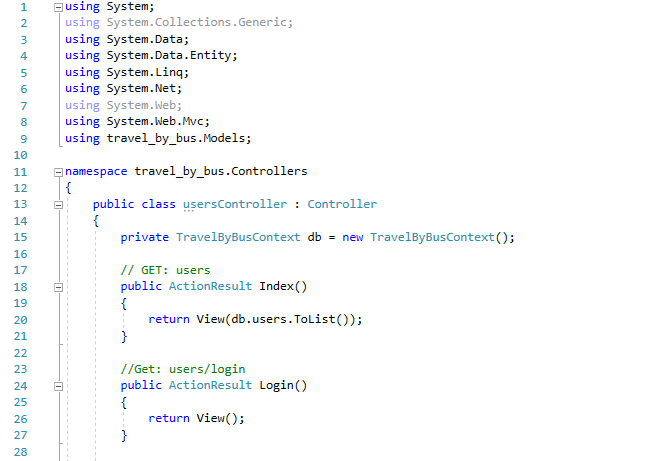 1 using System;
2 using System.Collections.Generic;
3 using System.Data;
4 using System.Data.Entity;
5 using System.Linq;
6 using System.Net;
7 using System.Web;
8 using System.Web.Mvc;
9 using travel_by_bus.Models;
10
11 namespace travel_by_bus.Controllers
12 {
13 public class usersController : Controller
14 {
15 private TravelByBusContext db = new TravelByBusContext();
16
17 // GET: users
18 public ActionResult Index()
19 {
20 return View(db.users.ToList());
21 }
22
23 //Get: users/login
24 public ActionResult Login()
25 {
26 return View();
27 }
28